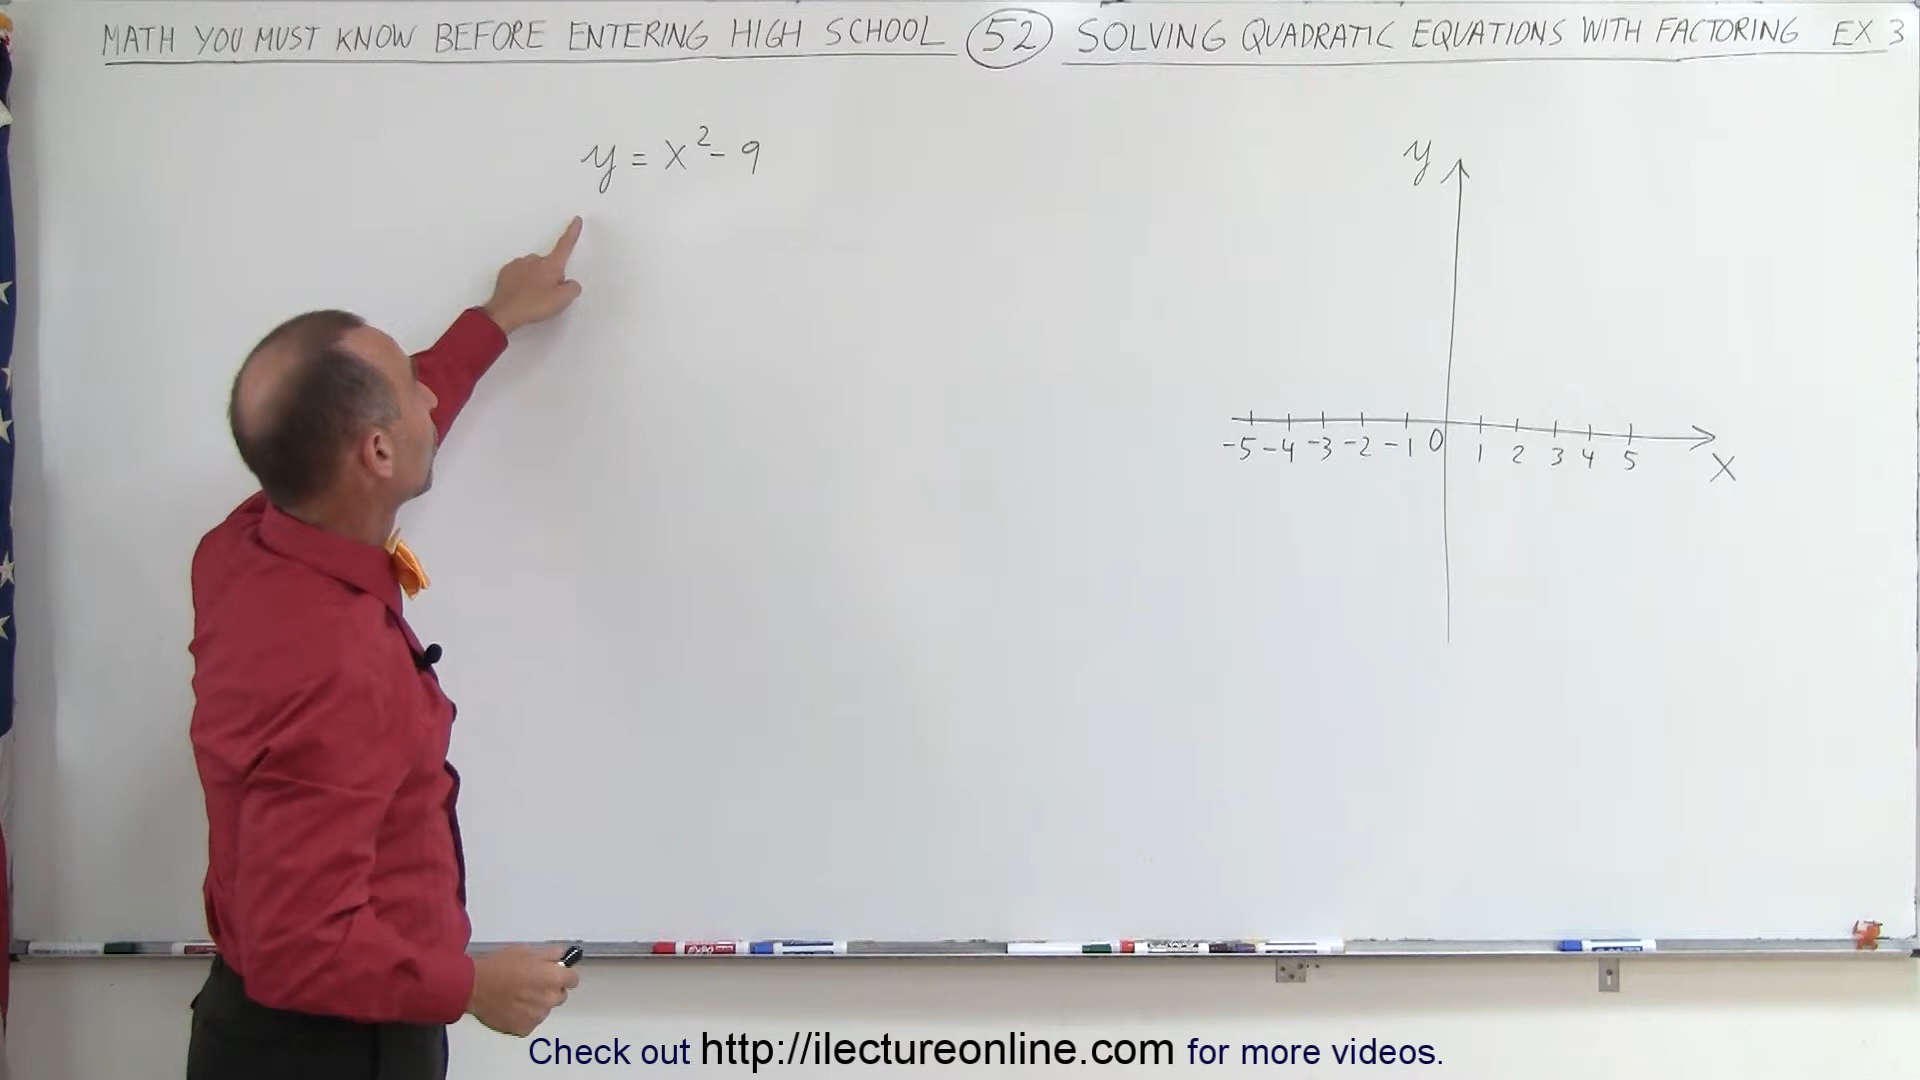 MATH YOU MUST KNOW BEFORE ENTERING HIGH SCHOOL 52 SOLVING QUADRATIC EQUATIONS WITH FACTORING EX 3
y = x² - 9
y
-5 -4 -3 -2 -1 0 1 2 3 4 5
X
Check out http://ilectureonline.com for more videos.